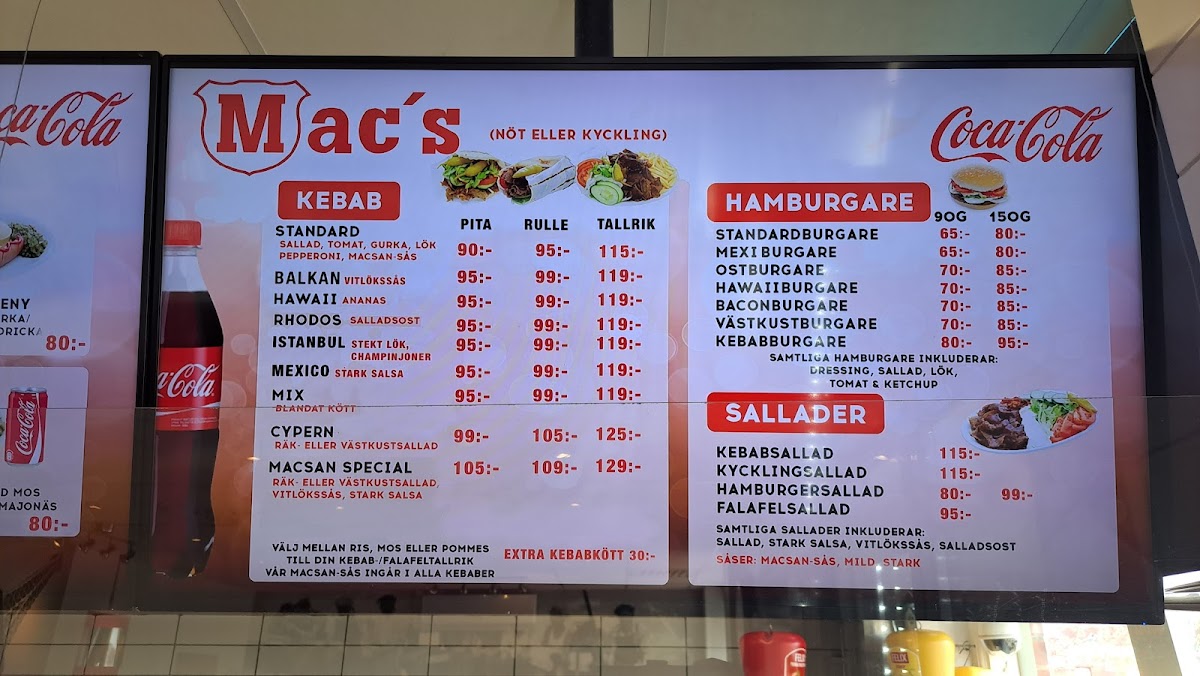 Coca-Cola
ENY
RKA/
DRICKA
80:-
Coca-Cola
D MOS
MAJONÄS
80:-
Coca-Cola
Mac´s
(NÖT ELLER KYCKLING)
KEBAB
PITA RULLE TALLRIK
STANDARD
SALLAD, TOMAT, GURKA, LÖK
PEPPERONI, MACSAN-SÅS
90:- 95:- 115:-
BALKAN VITLÖKSSÅS 95:- 99:- 119:-
HAWAII ANANAS 95:- 99:- 119:-
RHODOS SALLADSOST 95:- 99:- 119:-
ISTANBUL STEKT LÖK, 95:- 99:- 119:-
CHAMPINJONER
MEXICO STARK SALSA 95:- 99:- 119:-
MIX 95:- 99:- 119:-
BLANDAT KÖTT
CYPERN 99:- 105:- 125:-
RÄK- ELLER VÄSTKUSTSALLAD
MACSAN SPECIAL 105:- 109:- 129:-
RÄK- ELLER VÄSTKUSTSALLAD,
VITLÖKSSÅS, STARK SALSA
VÄLJ MELLAN RIS, MOS ELLER POMMES
TILL DIN KEBAB-/FALAFELTALLRIK
VÅR MACSAN-SÅS INGÅR I ALLA KEBABER
EXTRA KEBABKÖTT 30:-
Coca-Cola
HAMBURGARE
90G 150G
STANDARDBURGARE 65:- 80:-
MEXIBURGARE 65:- 80:-
OSTBURGARE 70:- 85:-
HAWAIIBURGARE 70:- 85:-
BACONBURGARE 70:- 85:-
VÄSTKUSTBURGARE 70:- 85:-
KEBABBURGARE 80:- 95:-
SAMTLIGA HAMBURGARE INKLUDERAR:
DRESSING, SALLAD, LÖK,
TOMAT & KETCHUP
SALLADER
KEBABSALLAD 115:-
KYCKLINGSALLAD 115:-
HAMBURGERSALLAD 80:- 99:-
FALAFELSALLAD 95:-
SAMTLIGA SALLADER INKLUDERAR:
SALLAD, STARK SALSA, VITLÖKSSÅS, SALLADSOST
SÅSER: MACSAN-SÅS, MILD, STARK
FELIX
FELIX